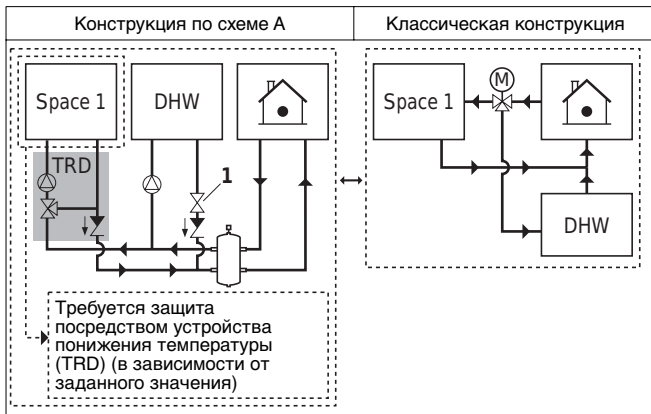 Конструкция по схеме A
Классическая конструкция
Space 1
DHW
TRD
1
M
Space 1
DHW
Требуется защита
посредством устройства
понижения температуры
(TRD) (в зависимости от
заданного значения)